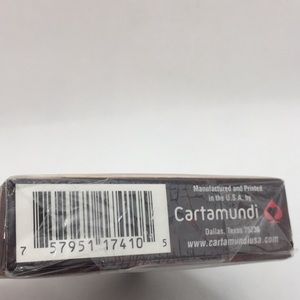 Manufactured and Printed
in the U.S.A. by
Cartamundi
Dallas, Texas 75236
www.cartamundiusa.com
7 57951 17410 5